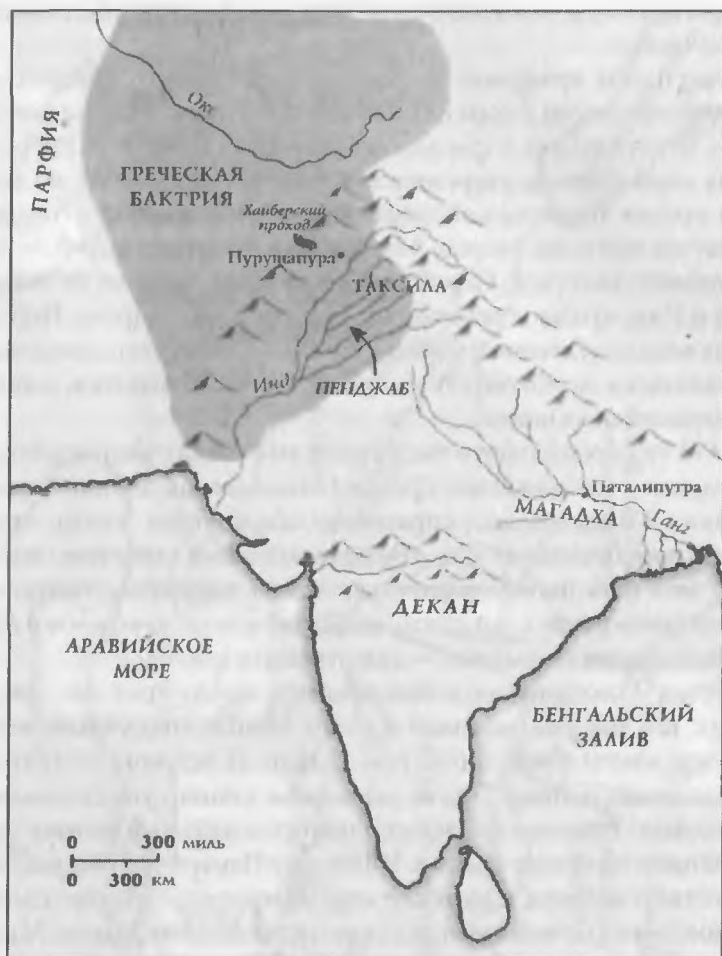 Окс
ПАРФИЯ
ГРЕЧЕСКАЯ
БАКТРИЯ
Хайберский
проход
Пурушапура
ТАКСИЛА
Инд
ПЕНДЖАБ
Паталипутра
МАГАДХА
Ганг
ДЕКАН
АРАВИЙСКОЕ
МОРЕ
БЕНГАЛЬСКИЙ
ЗАЛИВ
0 300 миль
0 300 км